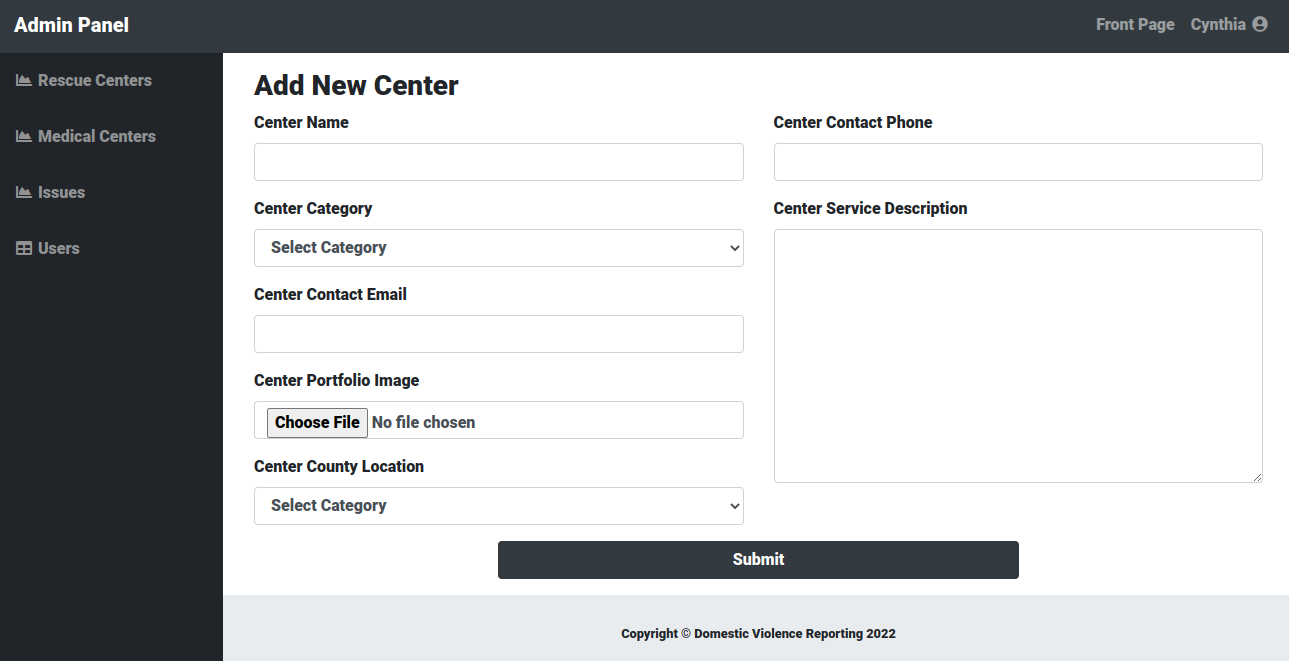 Admin Panel
Front Page
Cynthia
Rescue Centers
Medical Centers
Issues
Users
Add New Center
Center Name
Center Contact Phone
Center Category
Select Category
Center Service Description
Center Contact Email
Center Portfolio Image
Choose File No file chosen
Center County Location
Select Category
Submit
Copyright © Domestic Violence Reporting 2022